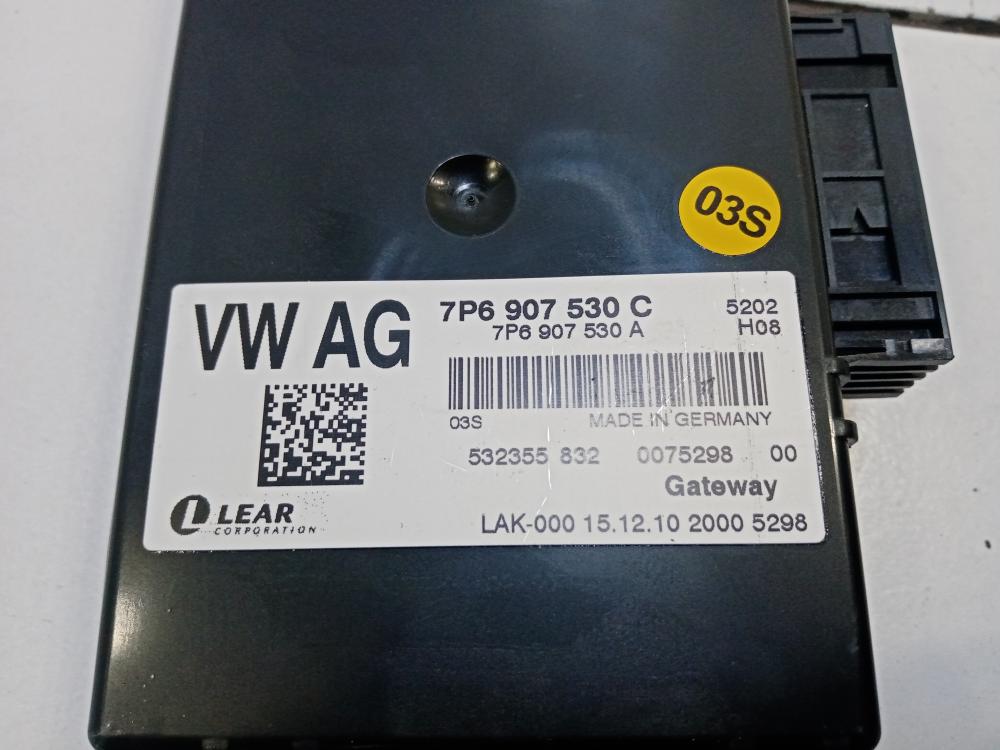 03S
VW AG
7P6 907 530 C
5202
7P6 907 530 A
H08
03S
MADE IN GERMANY
532355 832 0075298 00
Gateway
LEAR
CORPORATION
LAK-000 15.12.10 2000 5298